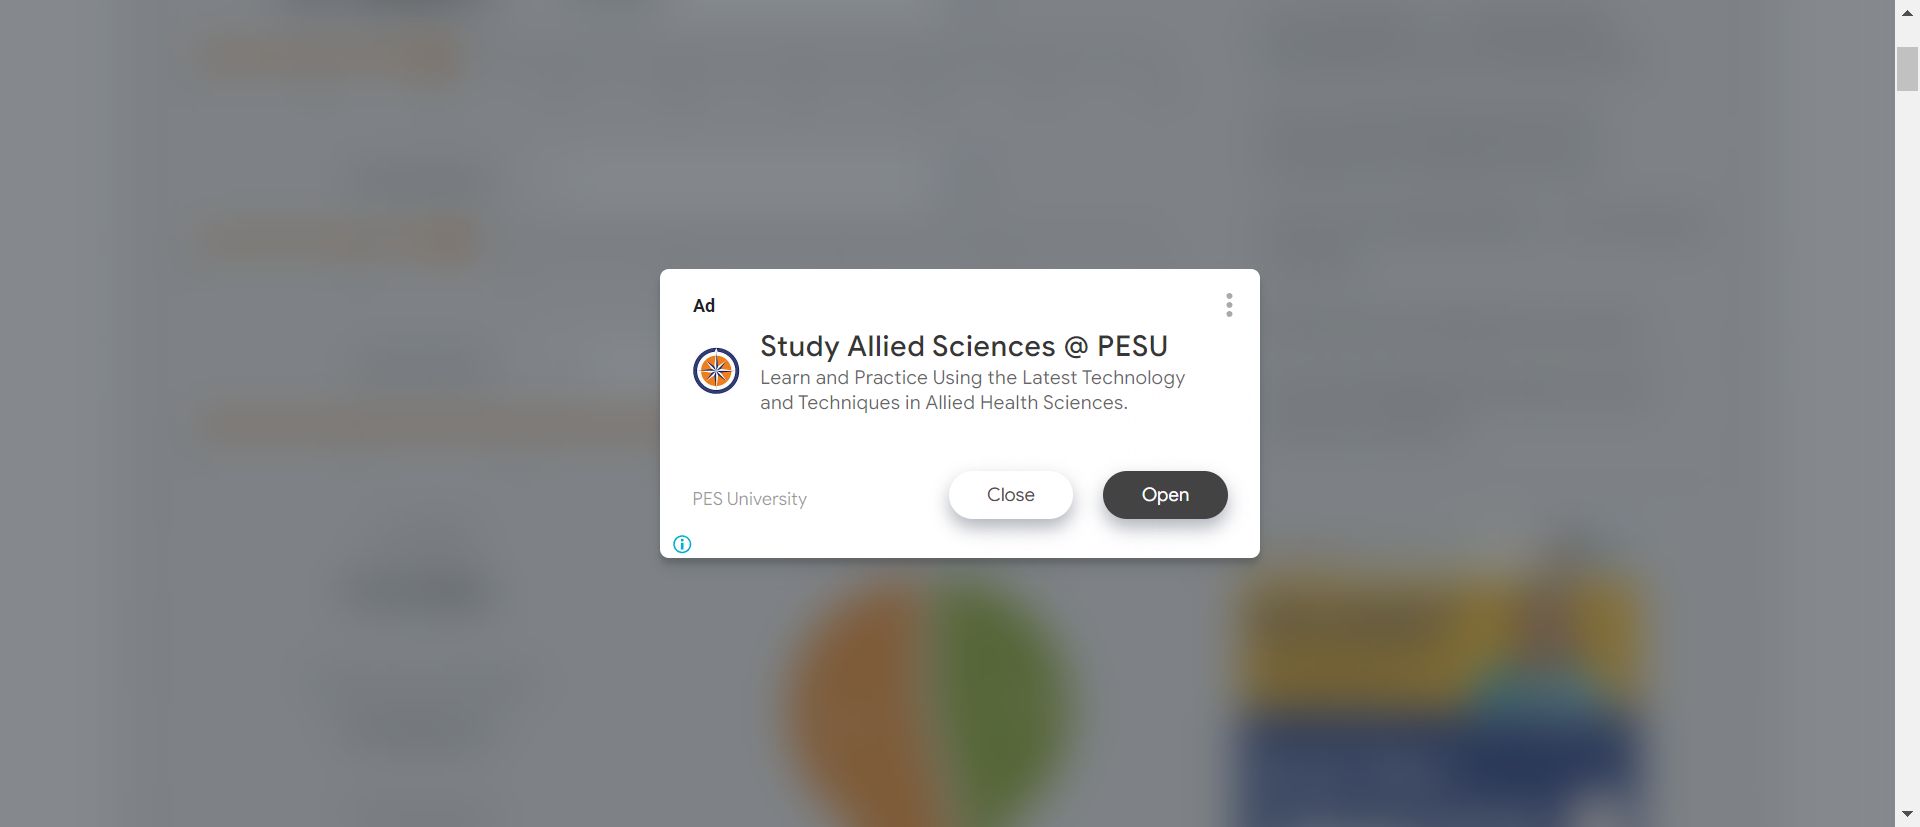 Ad
Study Allied Sciences @ PESU
Learn and Practice Using the Latest Technology
and Techniques in Allied Health Sciences.
PES University
Close
Open